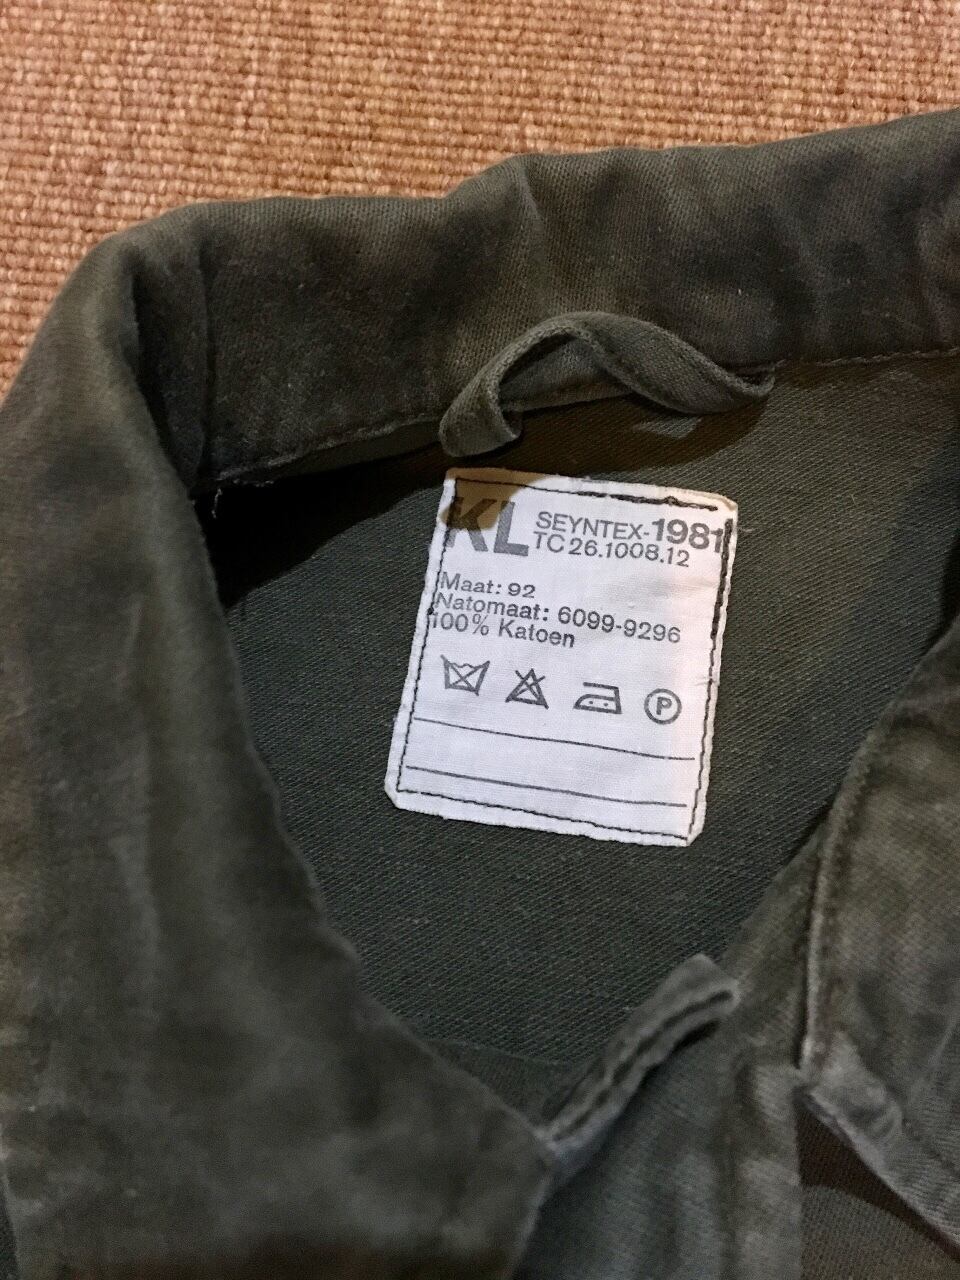 KL SEYNTEX-1981
TC 26.1008.12
Maat: 92
Natomaat: 6099-9296
100% Katoen
P